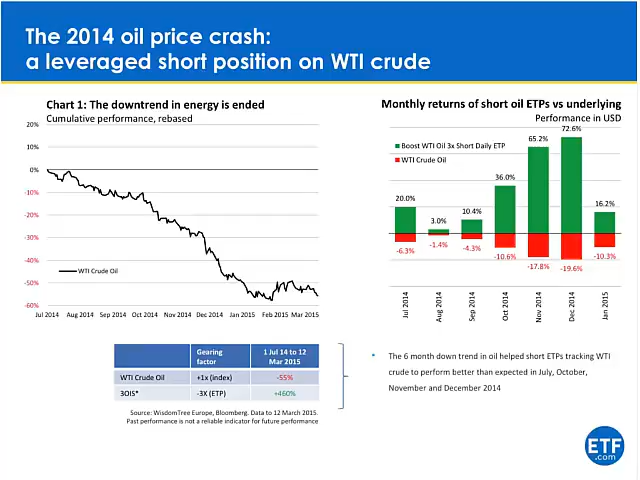 The 2014 oil price crash:
a leveraged short position on WTI crude
Chart 1: The downtrend in energy is ended
Cumulative performance, rebased
20%
10%
0%
-10%
-20%
-30%
-40%
-50%
-60%
WTI Crude Oil
Jul 2014 Aug 2014 Sep 2014 Oct 2014 Nov 2014 Dec 2014 Jan 2015 Feb 2015 Mar 2015
Monthly returns of short oil ETPs vs underlying
Performance in USD
Boost WTI Oil 3x Short Daily ETP
WTI Crude Oil
20.0% 3.0% 10.4% 36.0% 65.2% 72.6% 16.2%
-6.3% -1.4% -4.3% -10.6% -17.8% -19.6% -10.3%
Jul 2014 Aug 2014 Sep 2014 Oct 2014 Nov 2014 Dec 2014 Jan 2015
Gearing factor 1 Jul 14 to 12 Mar 2015
WTI Crude Oil +1x (index) -55%
3OIS* -3X (ETP) +460%
Source: WisdomTree Europe, Bloomberg. Data to 12 March 2015.
Past performance is not a reliable indicator for future performance
• The 6 month down trend in oil helped short ETPs tracking WTI
crude to perform better than expected in July, October,
November and December 2014
ETF
.com